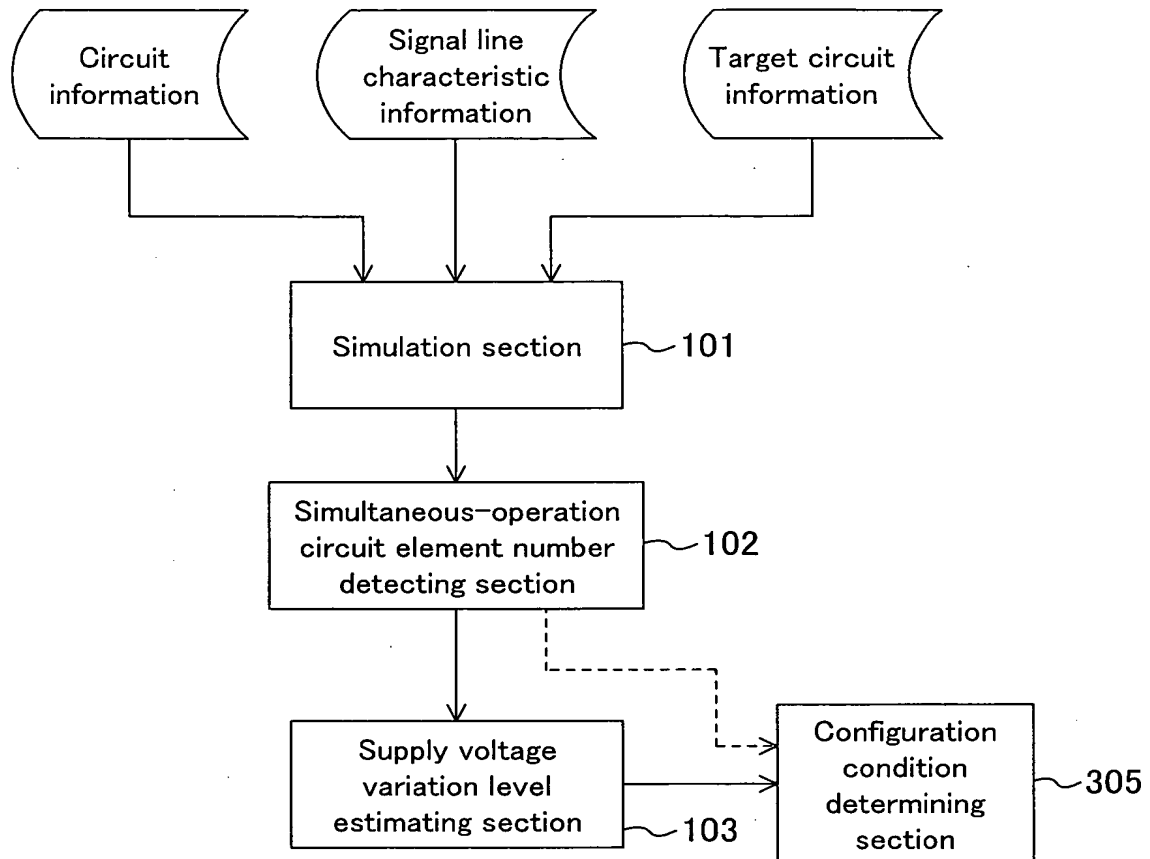 Circuit
information
Signal line
characteristic
information
Target circuit
information
Simulation section
101
Simultaneous-operation
circuit element number
detecting section
102
Supply voltage
variation level
estimating section
103
Configuration
condition
determining
section
305